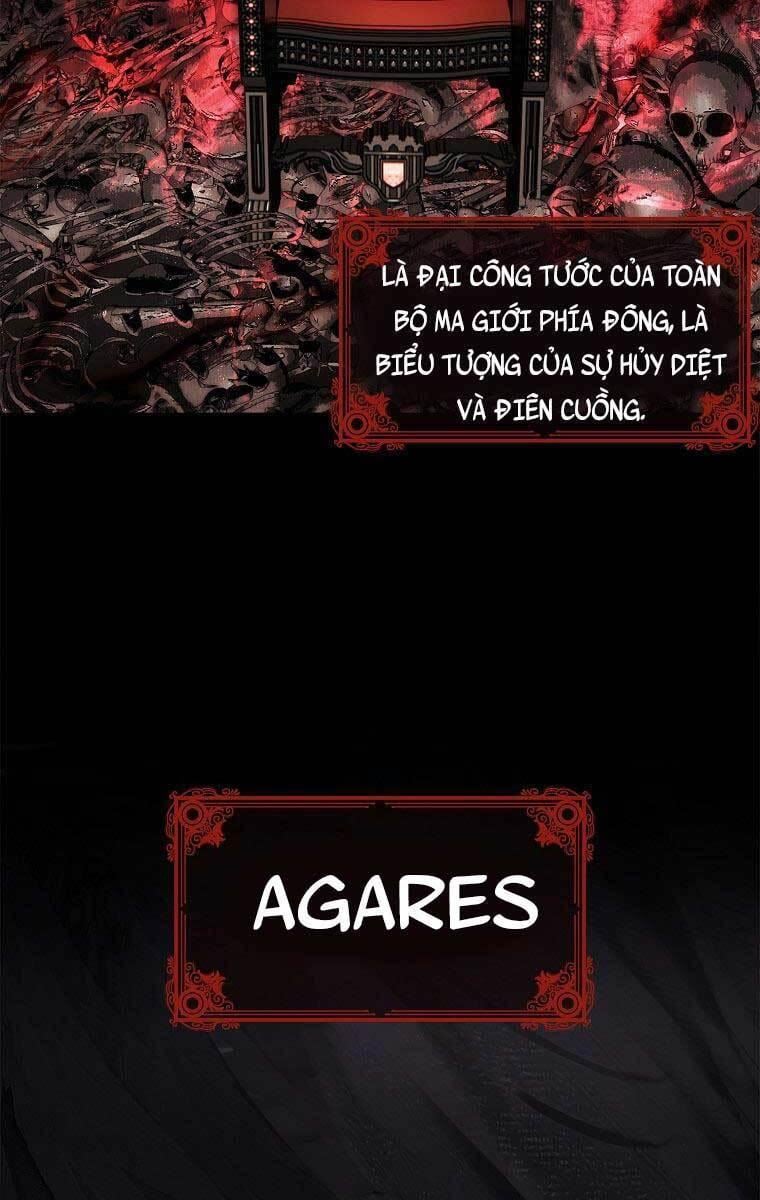 LÀ ĐẠI CÔNG TƯỚC CỦA TOÀN
BỘ MA GIỚI PHÍA ĐÔNG, LÀ
BIỂU TƯỢNG CỦA SỰ HỦY DIỆT
VÀ ĐIÊN CUỒNG.
AGARES